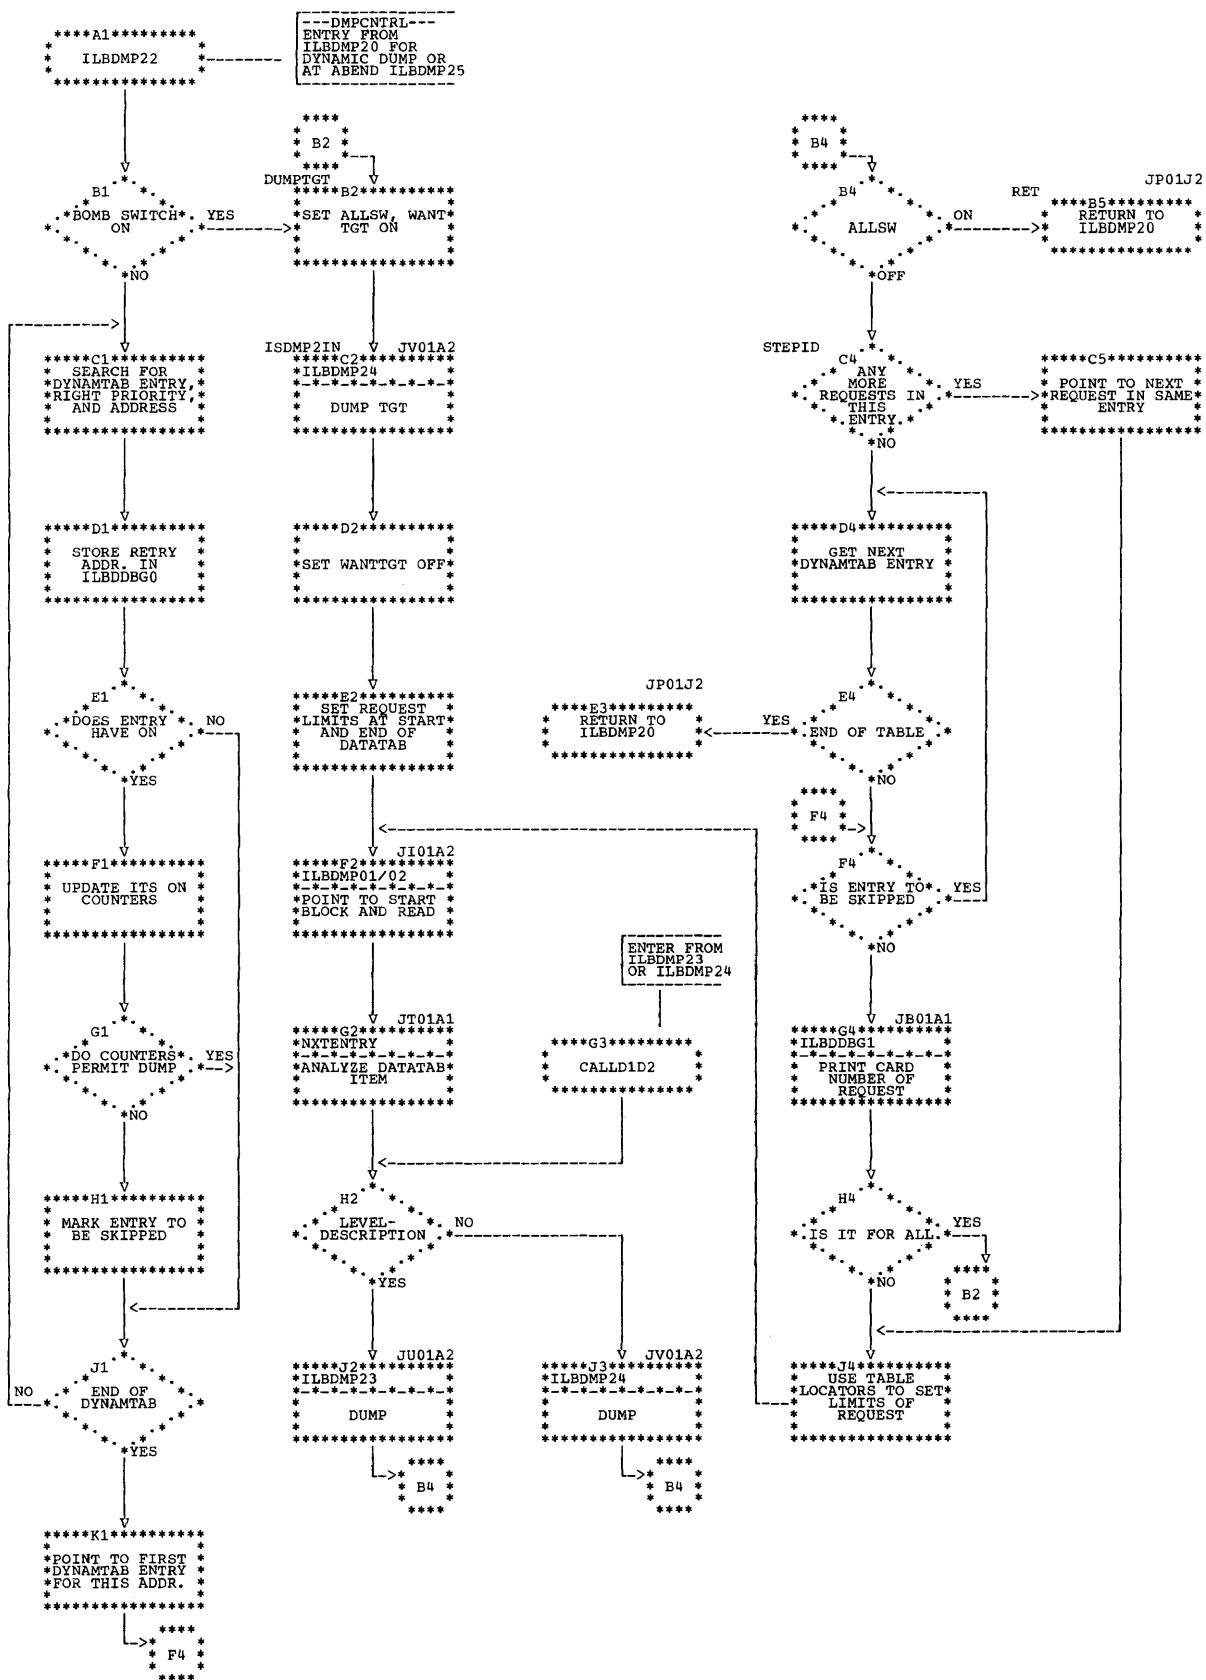 A1
ILBDMP22
---DMPCNTRL---
ENTRY FROM
ILBDMP20 FOR
DYNAMIC DUMP OR
AT ABEND ILBDMP25
B2
B4
B1
BOMB SWITCH
ON
YES
NO
DUMPTGT
B2
SET ALLSW, WANT
TGT ON
B4
ALLSW
ON
OFF
RET
JP01J2
B5
RETURN TO
ILBDMP20
C1
SEARCH FOR
DYNAMTAB ENTRY,
RIGHT PRIORITY,
AND ADDRESS
ISDMP2IN
JV01A2
C2
ILBDMP24
DUMP TGT
STEPID
C4
ANY
MORE
REQUESTS IN
THIS
ENTRY
YES
NO
C5
POINT TO NEXT
REQUEST IN SAME
ENTRY
D1
STORE RETRY
ADDR. IN
ILBDDBG0
D2
SET WANTTGT OFF
D4
GET NEXT
DYNAMTAB ENTRY
E1
DOES ENTRY
HAVE ON
NO
YES
E2
SET REQUEST
LIMITS AT START
AND END OF
DATATAB
JP01J2
E3
RETURN TO
ILBDMP20
E4
END OF TABLE
YES
NO
F4
F1
UPDATE ITS ON
COUNTERS
JI01A2
F2
ILBDMP01/02
POINT TO START
BLOCK AND READ
F4
IS ENTRY TO
BE SKIPPED
YES
NO
ENTER FROM
ILBDMP23
OR ILBDMP24
G1
DO COUNTERS
PERMIT DUMP
YES
NO
JT01A1
G2
NXTENTRY
ANALYZE DATATAB
ITEM
G3
CALLD1D2
JB01A1
G4
ILBDDBG1
PRINT CARD
NUMBER OF
REQUEST
H1
MARK ENTRY TO
BE SKIPPED
H2
LEVEL-
DESCRIPTION
NO
YES
H4
IS IT FOR ALL
YES
NO
B2
J1
END OF
DYNAMTAB
NO
YES
JU01A2
J2
ILBDMP23
DUMP
JV01A2
J3
ILBDMP24
DUMP
J4
USE TABLE
LOCATORS TO SET
LIMITS OF
REQUEST
B4
B4
K1
POINT TO FIRST
DYNAMTAB ENTRY
FOR THIS ADDR.
F4